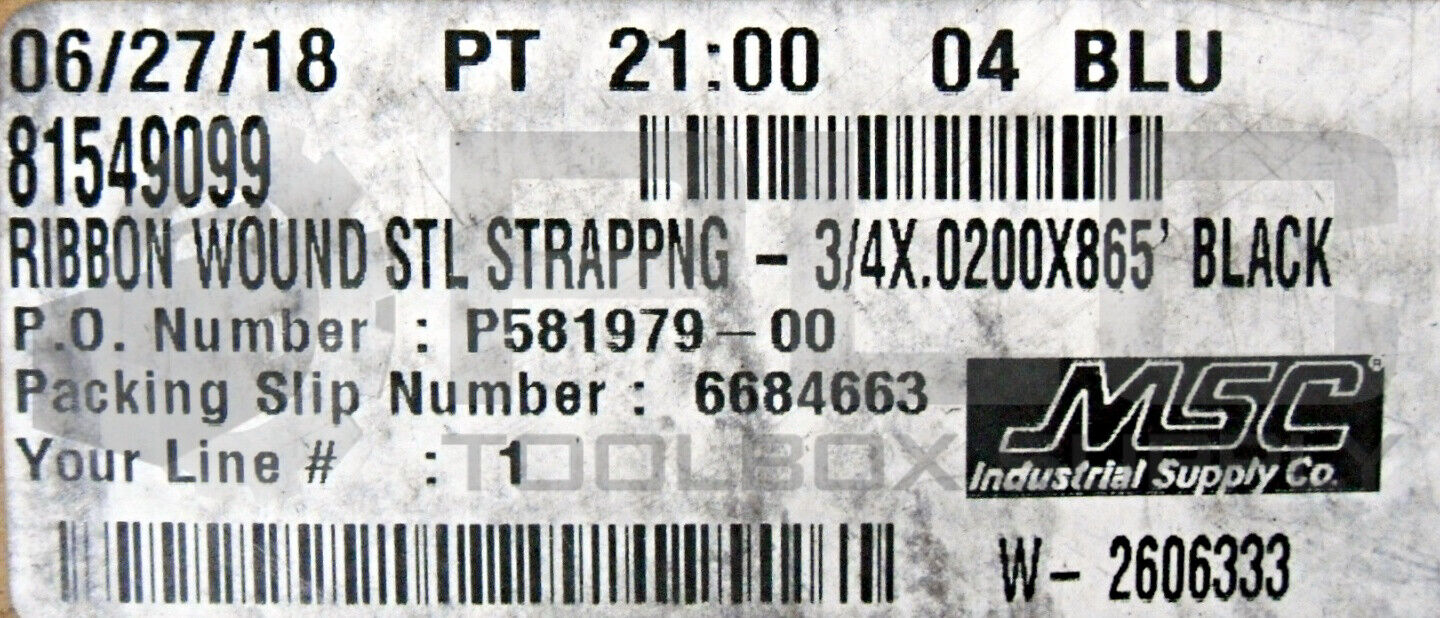 06/27/18 PT 21:00 04 BLU
81549099
RIBBON WOUND STL STRAPPNG - 3/4X.0200X865' BLACK
P.O. Number : P581979-00
Packing Slip Number : 6684663
Your Line # : 1
MSC®
Industrial Supply Co.
W- 2606333
TOOLBOX